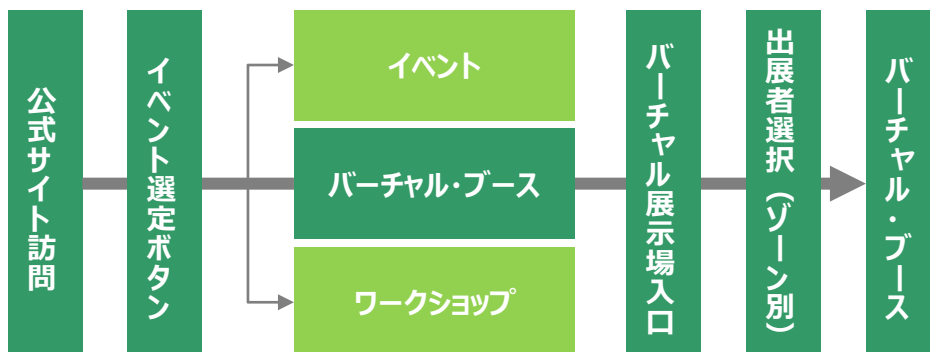 公式サイト訪問
イベント選定ボタン
イベント
バーチャル・ブース
ワークショップ
バーチャル展示場入口
出展者選択（ゾーン別）
バーチャル・ブース